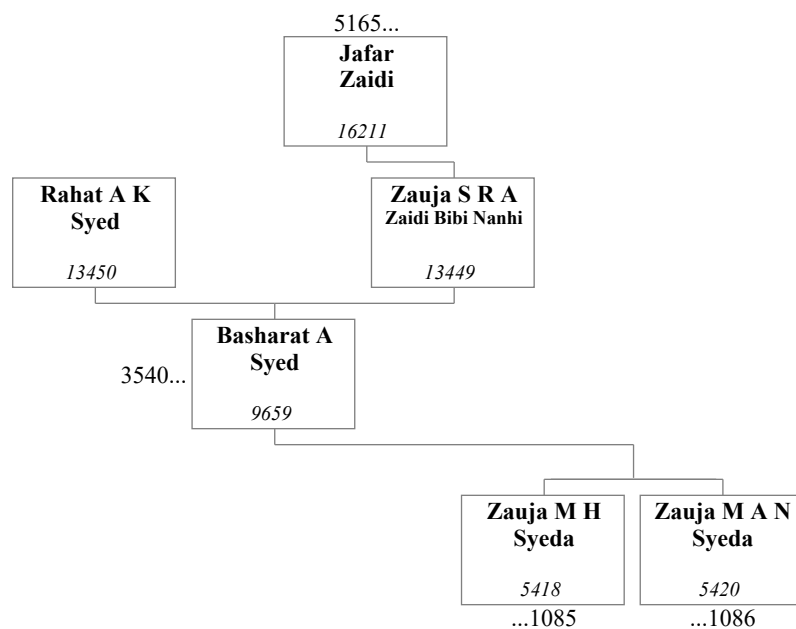 5165...
Jafar
Zaidi
16211
Rahat A K
Syed
13450
Zauja S R A
Zaidi Bibi Nanhi
13449
3540...
Basharat A
Syed
9659
Zauja M H
Syeda
5418
...1085
Zauja M A N
Syeda
5420
...1086